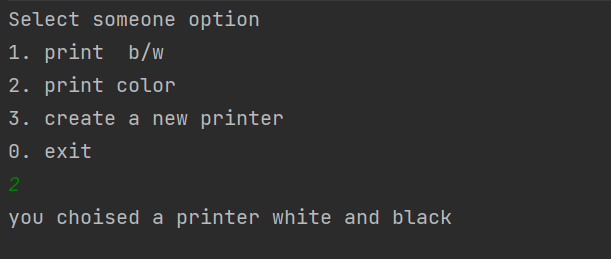 Select someone option
1. print  b/w
2. print color
3. create a new printer
0. exit
2
you choised a printer white and black